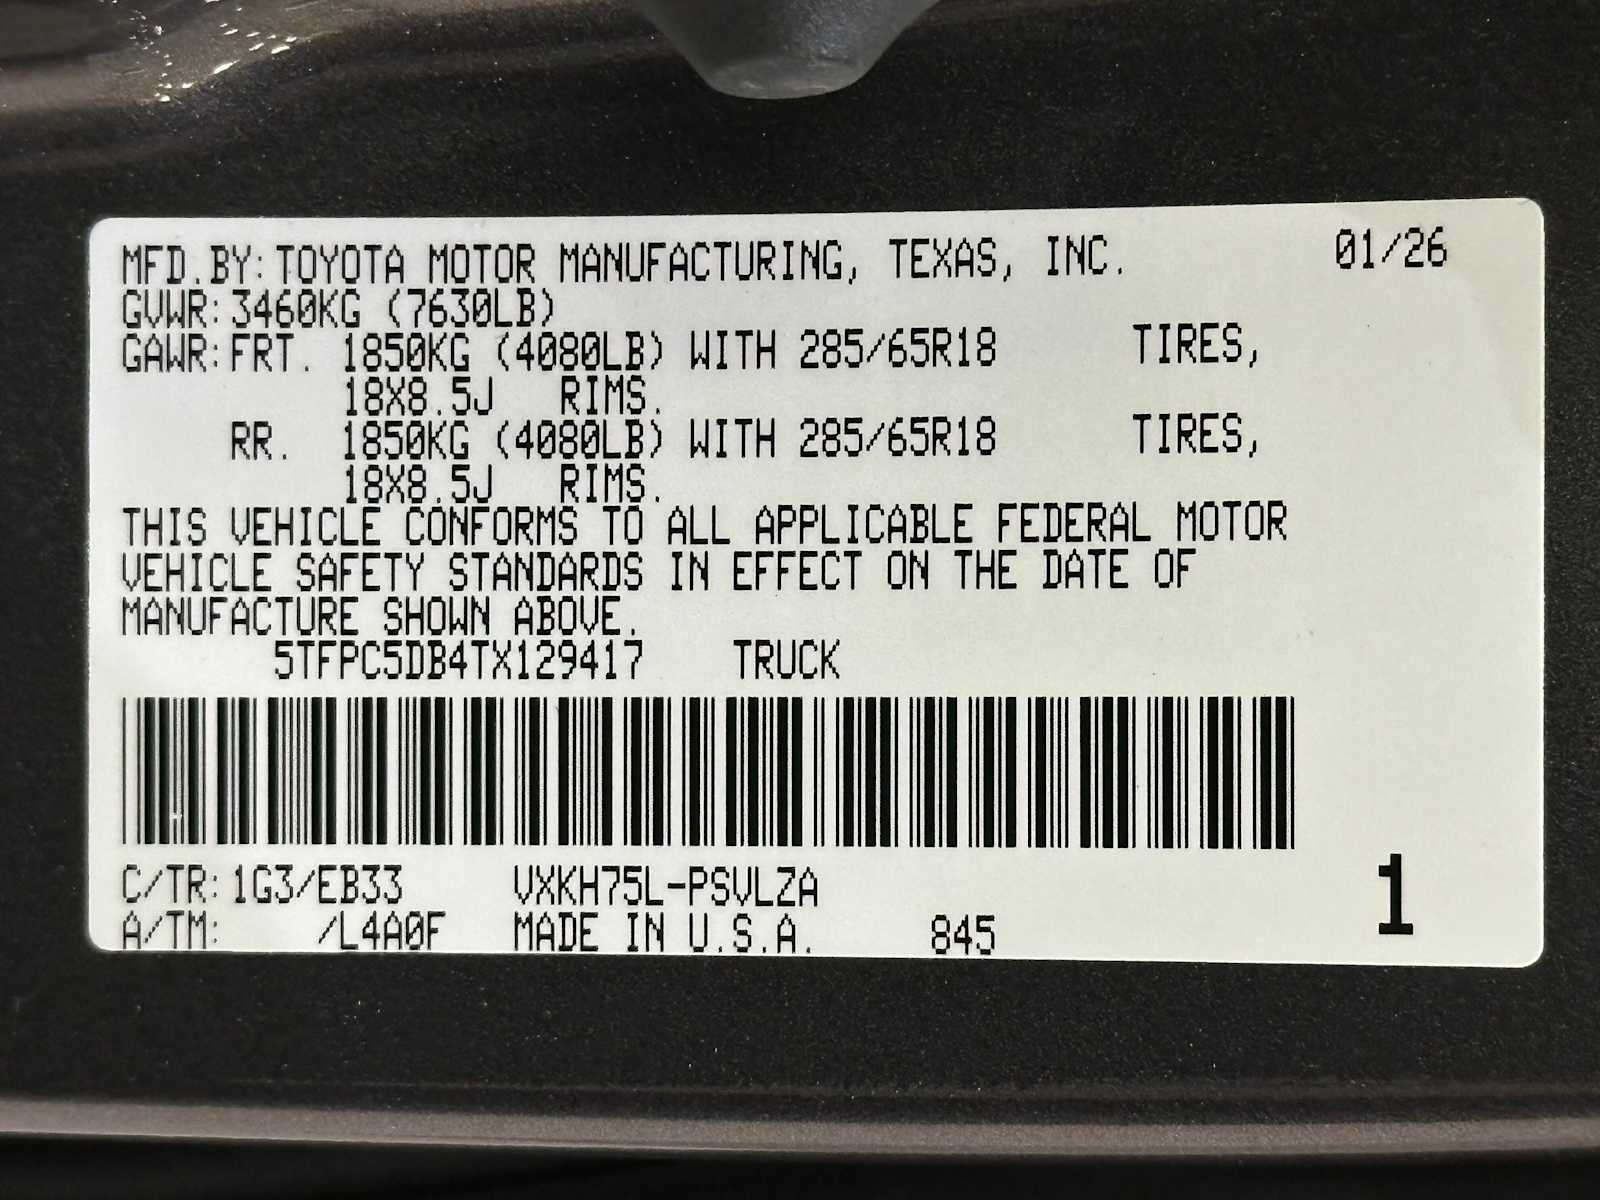 MFD.BY: TOYOTA MOTOR MANUFACTURING, TEXAS, INC. 01/26
GVWR: 3460KG (7630LB)
GAWR: FRT. 1850KG (4080LB) WITH 285/65R18 TIRES,
18X8.5J RIMS.
RR. 1850KG (4080LB) WITH 285/65R18 TIRES,
18X8.5J RIMS.
THIS VEHICLE CONFORMS TO ALL APPLICABLE FEDERAL MOTOR
VEHICLE SAFETY STANDARDS IN EFFECT ON THE DATE OF
MANUFACTURE SHOWN ABOVE.
5TFPC5DB4TX129417 TRUCK
C/TR: 1G3/EB33 VXKH75L-PSVLZA 1
A/TM: /L4A0F MADE IN U.S.A. 845